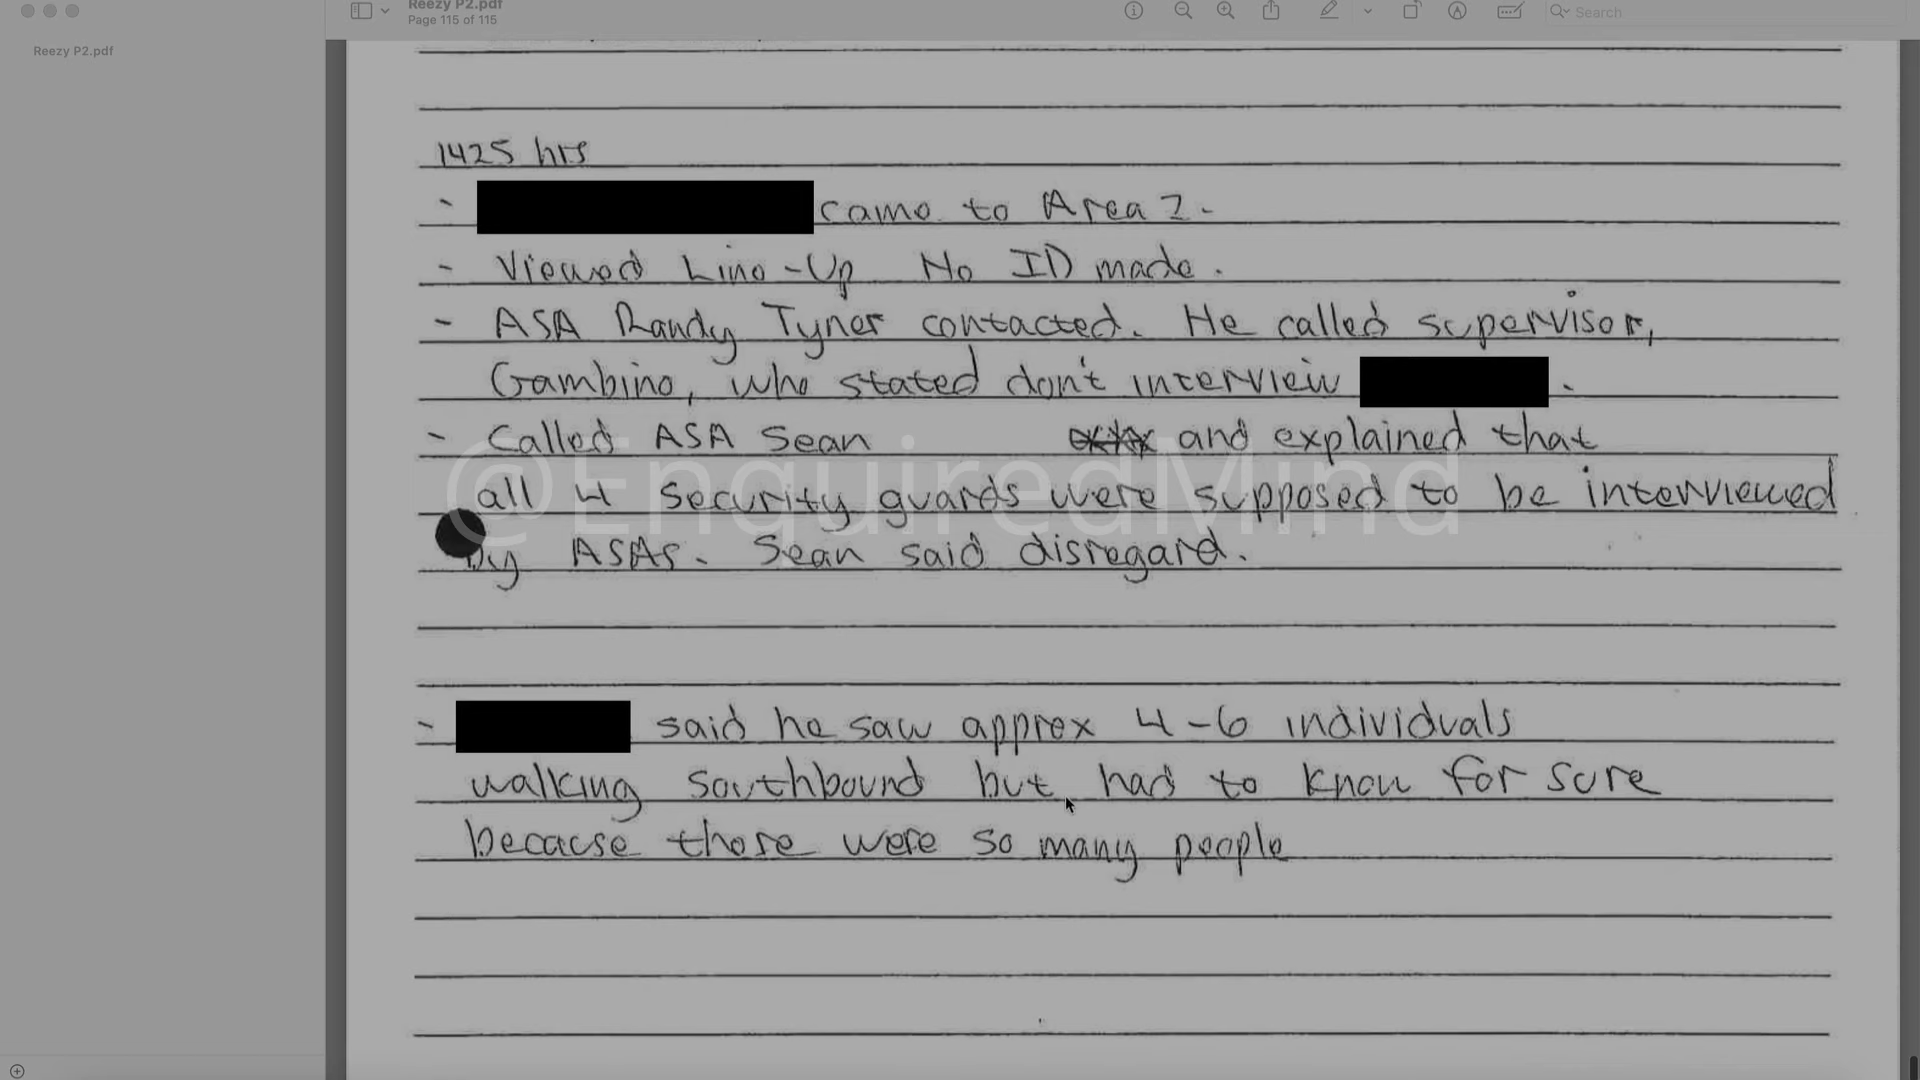 Reezy P2.pdf
Page 115 of 115
Search
Reezy P2.pdf
1425 hrs
- came to Area 2.
- Viewed Line-Up No ID made.
- ASA Randy Tyner contacted. He called supervisor,
Gambino, who stated don't interview .
- Called ASA Sean and explained that
all 4 security guards were supposed to be interviewed
by ASAs. Sean said disregard.
@EnquiredMind
- said he saw approx 4-6 individuals
walking southbound but had to know for sure
because there were so many people